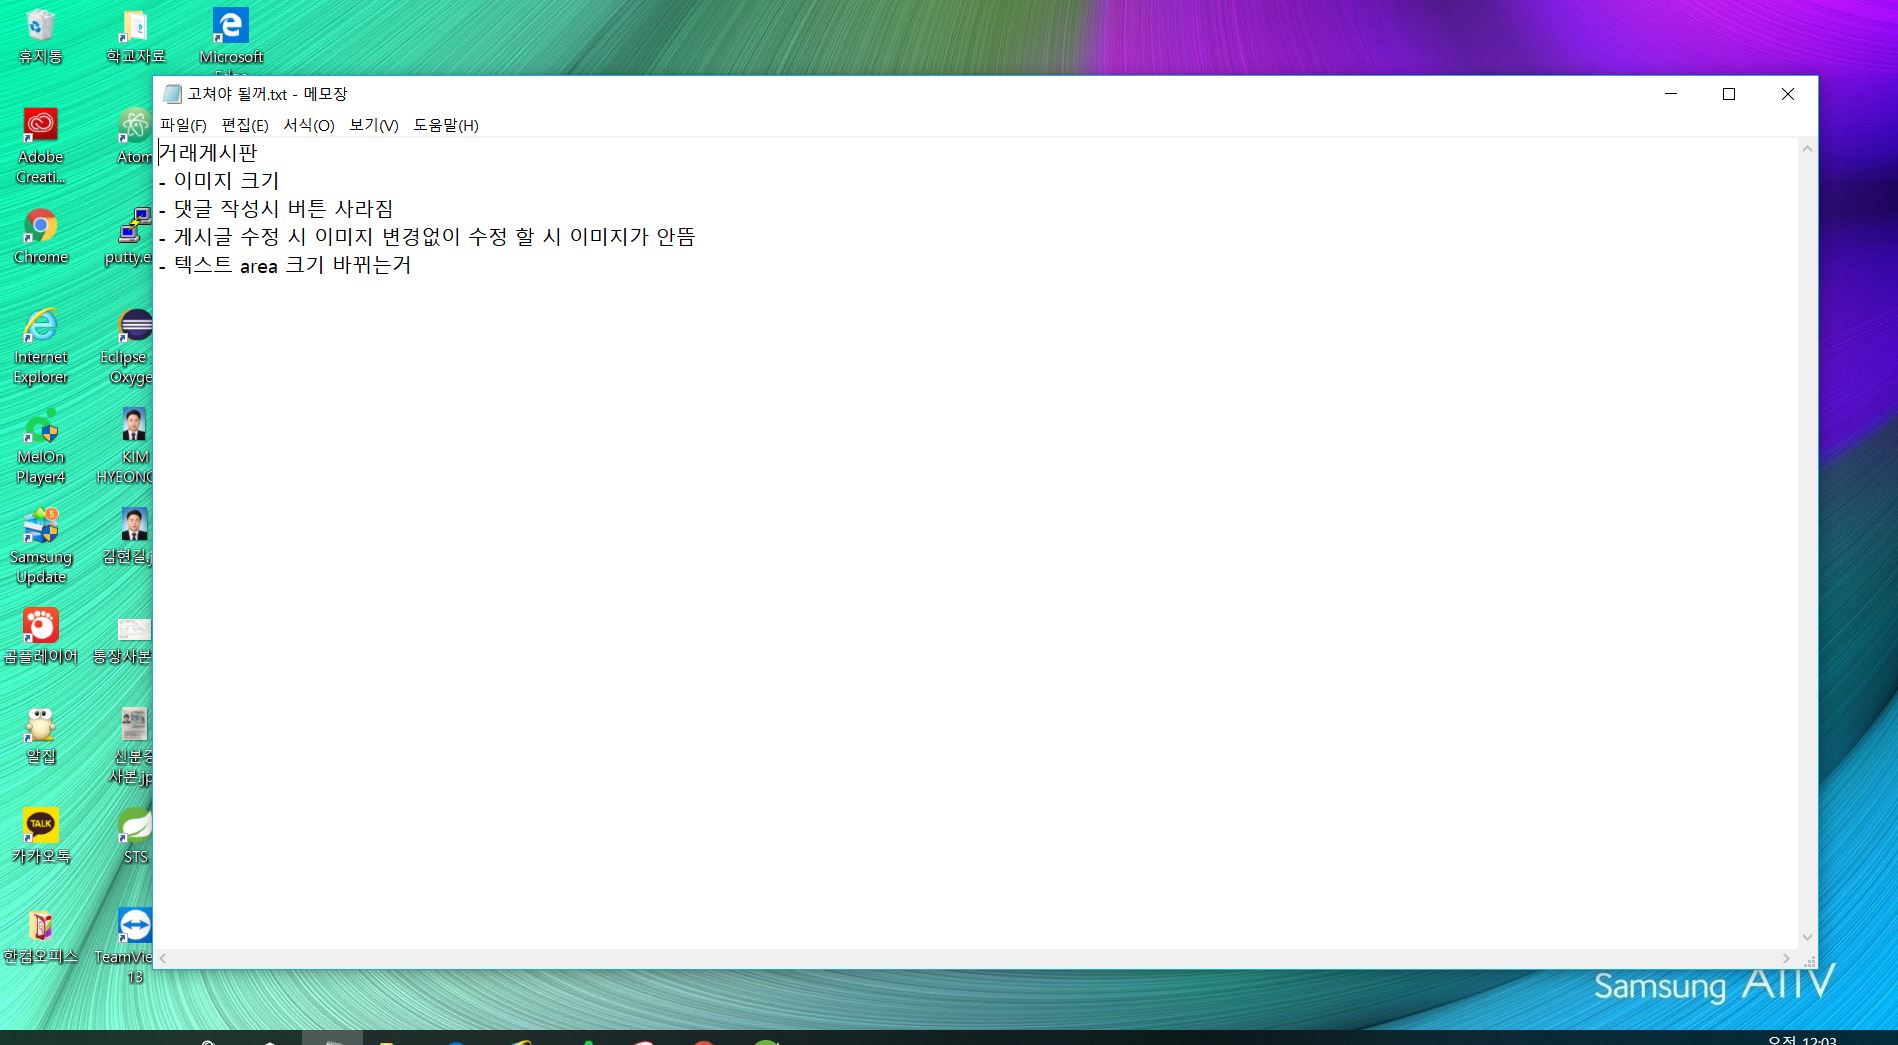 휴지통
학교자료
Microsoft
고쳐야 될꺼.txt - 메모장
파일(F) 편집(E) 서식(O) 보기(V) 도움말(H)
거래게시판
- 이미지 크기
- 댓글 작성시 버튼 사라짐
- 게시글 수정 시 이미지 변경없이 수정 할 시 이미지가 안뜸
- 텍스트 area 크기 바뀌는거
Adobe
Creati...
Atom
Chrome
putty.e
Internet
Explorer
Eclipse
Oxyge
MelOn
Player4
KIM
HYEONG
5
Samsung
Update
김현길.j
곰플레이어
통장사본
알집
신분증
사본.jp
TALK
카카오톡
STS
한컴오피스
TeamVie
13
Samsung ATIV
오전 12:03